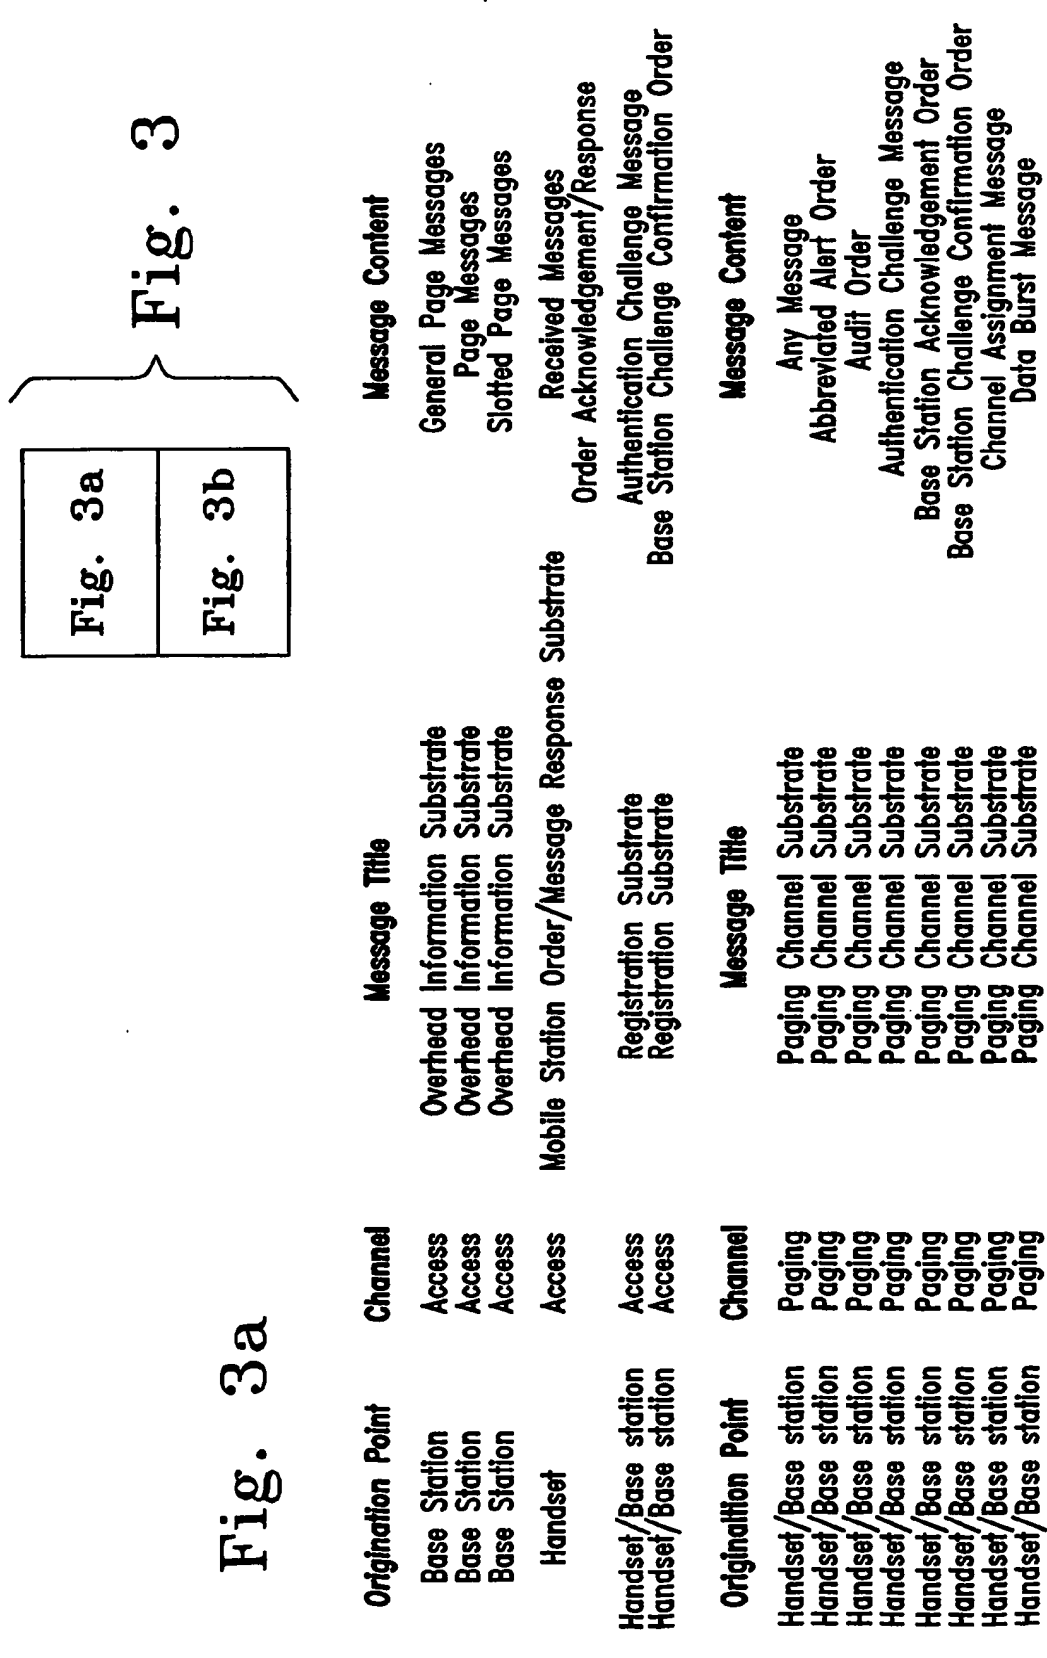 Fig. 3a
Fig. 3a
Fig. 3b
Fig. 3
Origination Point Channel Message Title Message Content
Base Station Access Overhead Information Substrate General Page Messages
Base Station Access Overhead Information Substrate Page Messages
Base Station Access Overhead Information Substrate Slotted Page Messages
Handset Access Mobile Station Order/Message Response Substrate Received Messages
Order Acknowledgement/Response
Handset/Base station Access Registration Substrate Authentication Challenge Message
Handset/Base station Access Registration Substrate Base Station Challenge Confirmation Order
Originaltion Point Channel Message Title Message Content
Handset/Base station Paging Paging Channel Substrate Any Message
Handset/Base station Paging Paging Channel Substrate Abbreviated Alert Order
Handset/Base station Paging Paging Channel Substrate Audit Order
Handset/Base station Paging Paging Channel Substrate Authentication Challenge Message
Handset/Base station Paging Paging Channel Substrate Base Station Acknowledgement Order
Handset/Base station Paging Paging Channel Substrate Base Station Challenge Confirmation Order
Handset/Base station Paging Paging Channel Substrate Channel Assignment Message
Handset/Base station Paging Paging Channel Substrate Data Burst Message